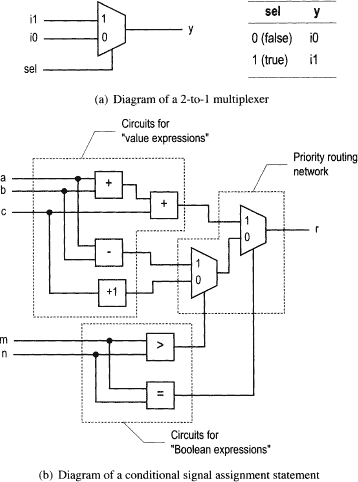 i1
1
i0
0
y
sel
sel y
0 (false) i0
1 (true) i1
(a) Diagram of a 2-to-1 multiplexer
Circuits for
"value expressions"
Priority routing
network
a
b
c
+
+
-
+1
1
0
1
0
r
m
n
>
=
Circuits for
"Boolean expressions"
(b) Diagram of a conditional signal assignment statement